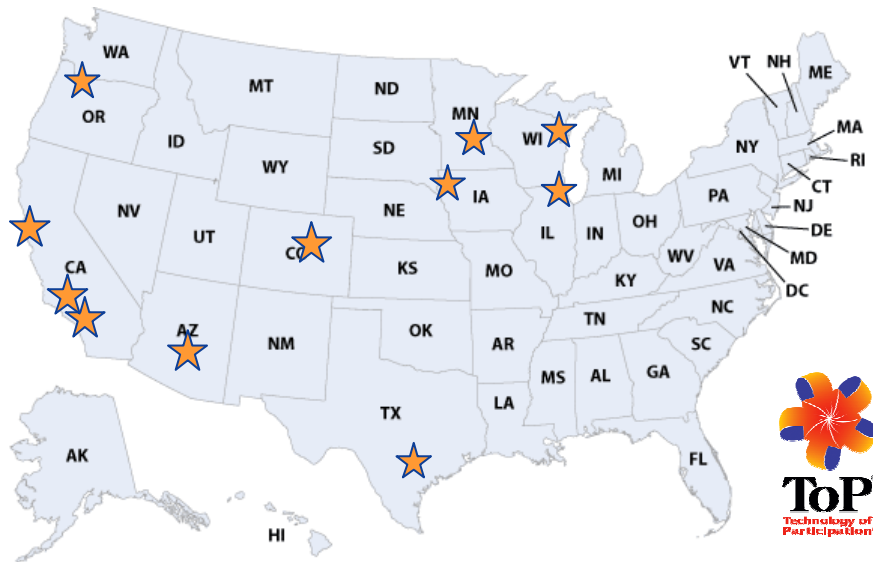 WA
MT
ND
MN
VT
NH
ME
OR
ID
SD
WI
MA
NY
RI
WY
MI
CT
NV
NE
IA
PA
NJ
UT
CO
IL
IN
OH
DE
MD
CA
KS
MO
WV
VA
DC
KY
NC
AZ
NM
OK
TN
AR
SC
MS
AL
GA
TX
LA
AK
FL
HI
ToP
Technology of
Participation